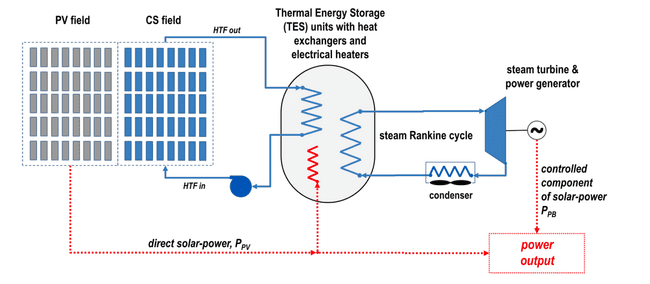 PV field
CS field
HTF out
HTF in
Thermal Energy Storage
(TES) units with heat
exchangers and
electrical heaters
steam turbine &
power generator
steam Rankine cycle
~
condenser
controlled
component
of solar-power
PPB
direct solar-power, PPV
power
output